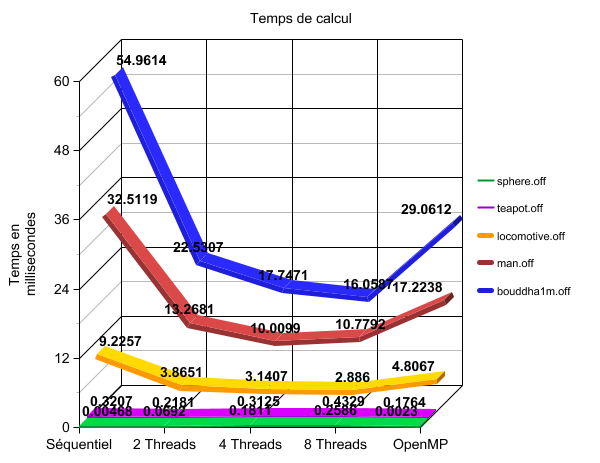 Temps de calcul
54.9614
60
48
32.5119
22.5307
17.7471
16.0587
29.0612
36
13.2681
10.0099
10.7792
17.2238
24
9.2257
3.8651
3.1407
2.886
4.8067
12
0.3207
0.2181
0.3125
0.4329
0.1764
0.00468
0.0692
0.1811
0.2586
0.0023
0
Temps en
millisecondes
Séquentiel
2 Threads
4 Threads
8 Threads
OpenMP
sphere.off
teapot.off
locomotive.off
man.off
bouddha1m.off